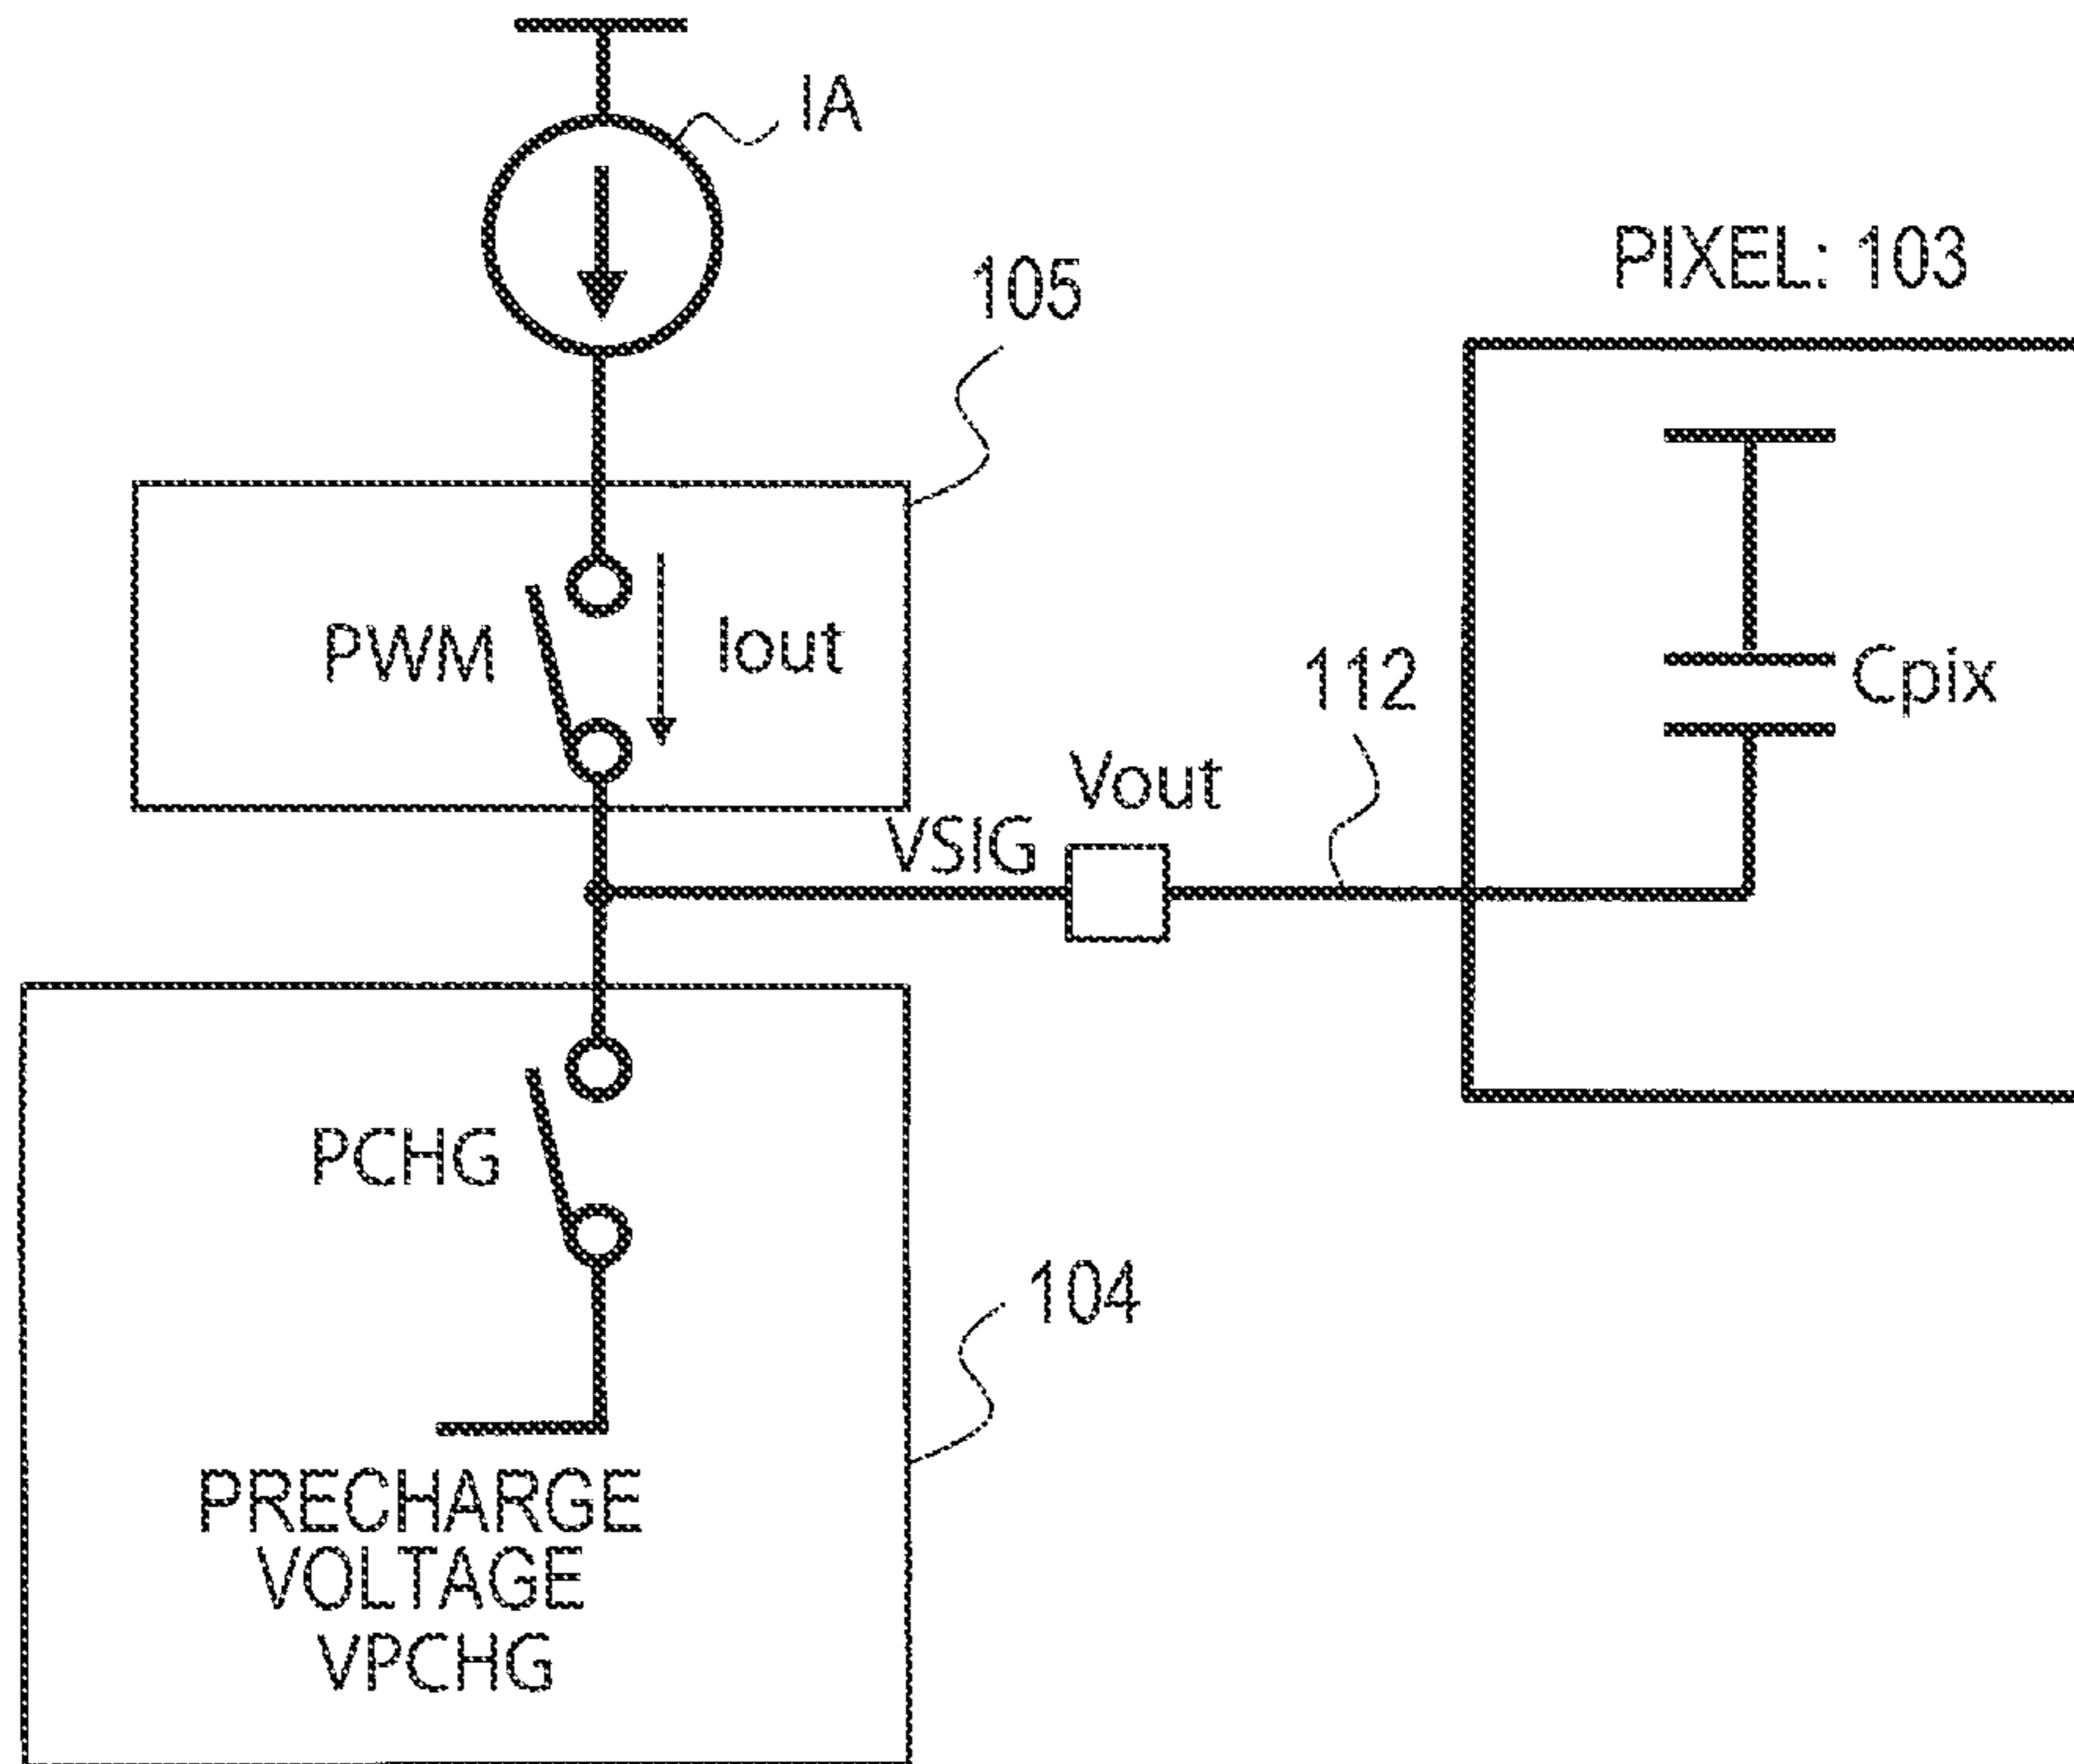 IA
105
PIXEL: 103
PWM
Iout
112
Cpix
Vout
VSIG
PCHG
104
PRECHARGE
VOLTAGE
VPCHG